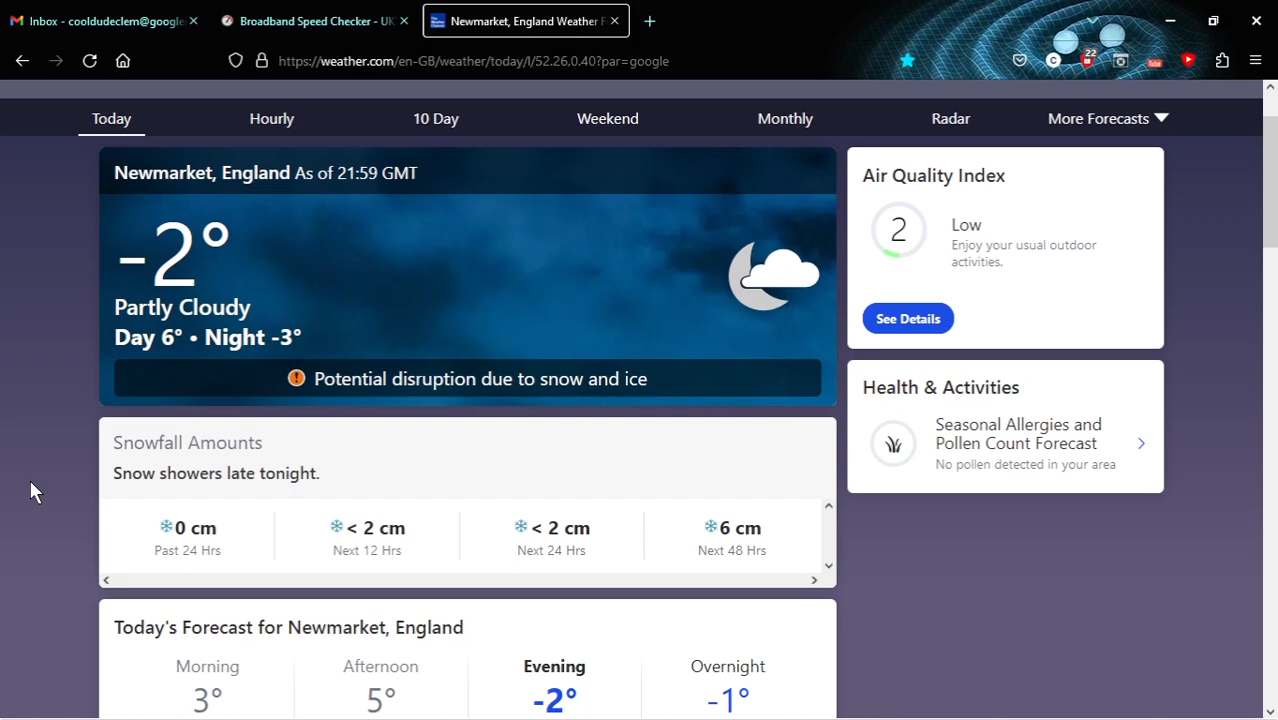 Inbox - cooldudeclem@google
Broadband Speed Checker - UK
Newmarket, England Weather F
https://weather.com/en-GB/weather/today/l/52.26,0.40?par=google
22
Today
Hourly
10 Day
Weekend
Monthly
Radar
More Forecasts
Newmarket, England As of 21:59 GMT
-2°
Partly Cloudy
Day 6° • Night -3°
Potential disruption due to snow and ice
Air Quality Index
2
Low
Enjoy your usual outdoor
activities.
See Details
Health & Activities
Seasonal Allergies and
Pollen Count Forecast
No pollen detected in your area
Snowfall Amounts
Snow showers late tonight.
0 cm
Past 24 Hrs
< 2 cm
Next 12 Hrs
< 2 cm
Next 24 Hrs
6 cm
Next 48 Hrs
Today's Forecast for Newmarket, England
Morning
3°
Afternoon
5°
Evening
-2°
Overnight
-1°